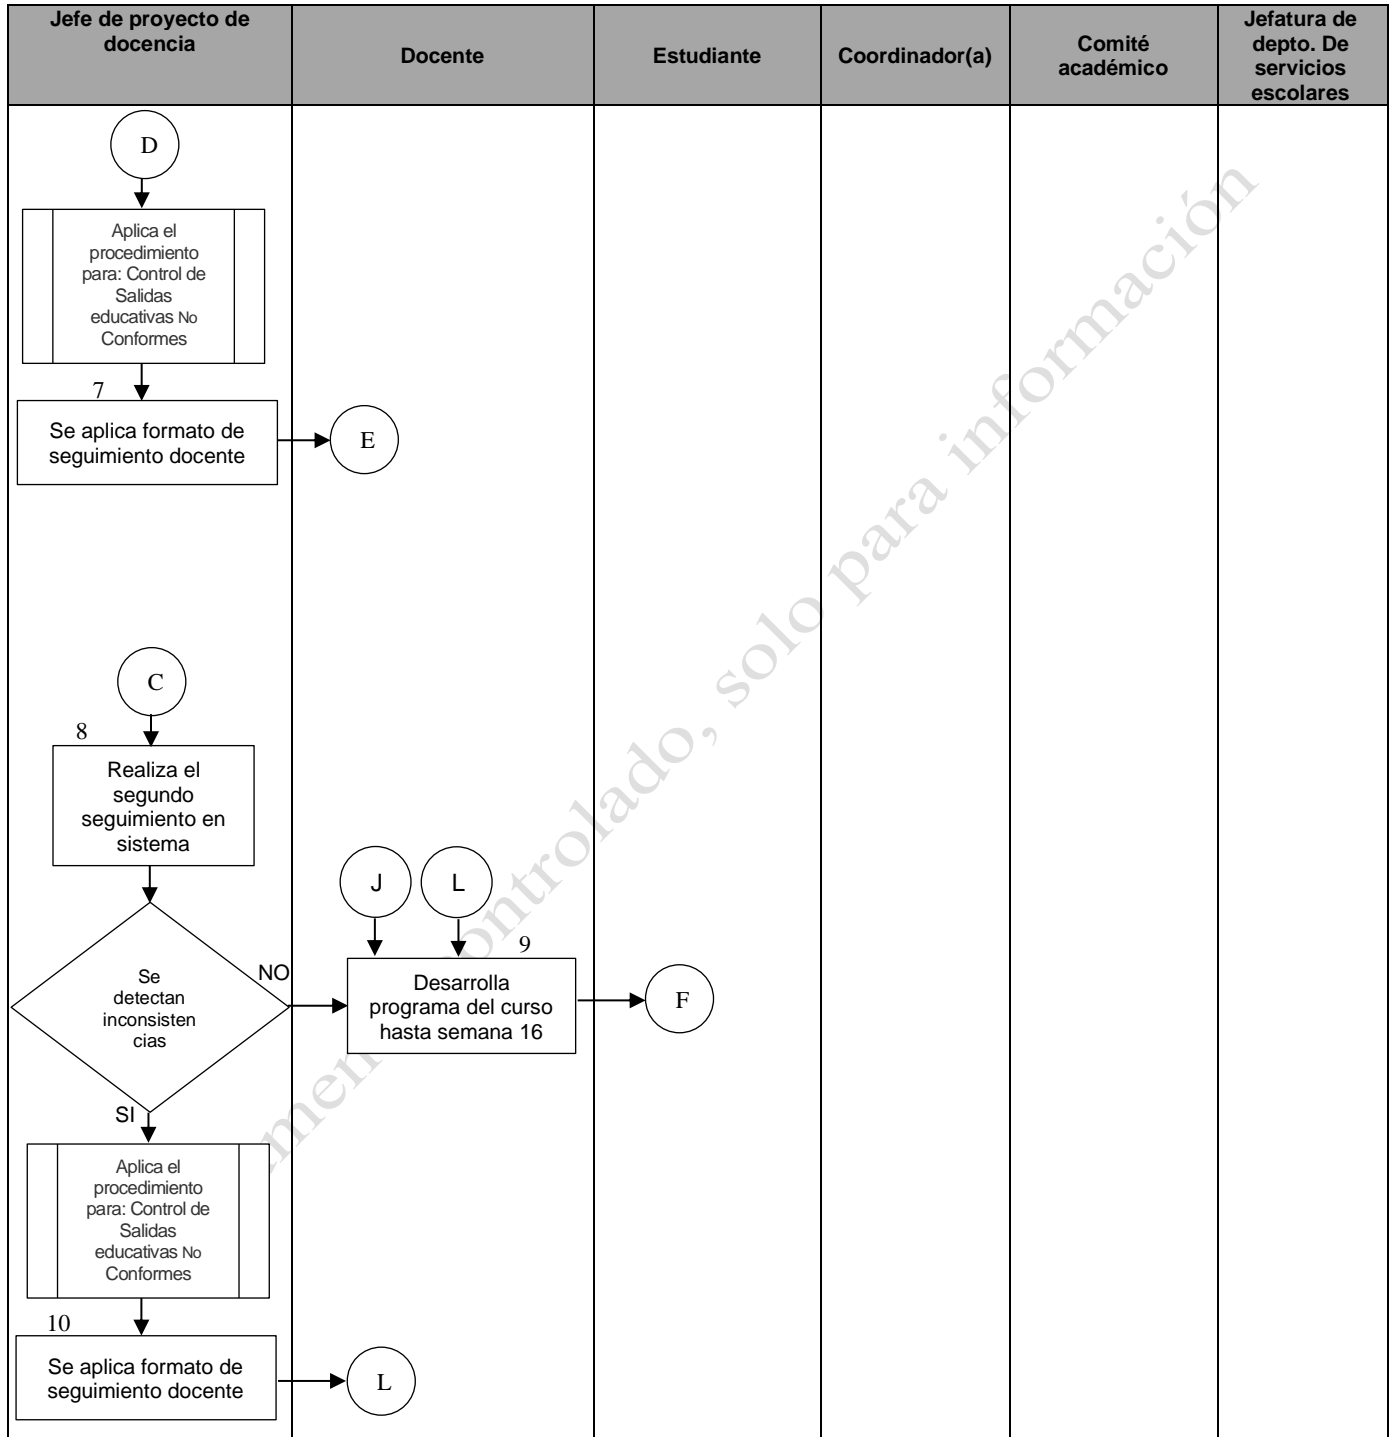 Jefe de proyecto de
docencia
Docente
Estudiante
Coordinador(a)
Comité
académico
Jefatura de
depto. De
servicios
escolares
D
Aplica el
procedimiento
para: Control de
Salidas
educativas No
Conformes
7
Se aplica formato de
seguimiento docente
E
C
8
Realiza el
segundo
seguimiento en
sistema
J
L
Se
detectan
inconsisten
cias
NO
9
Desarrolla
programa del curso
hasta semana 16
F
SI
Aplica el
procedimiento
para: Control de
Salidas
educativas No
Conformes
10
Se aplica formato de
seguimiento docente
L
solo para información